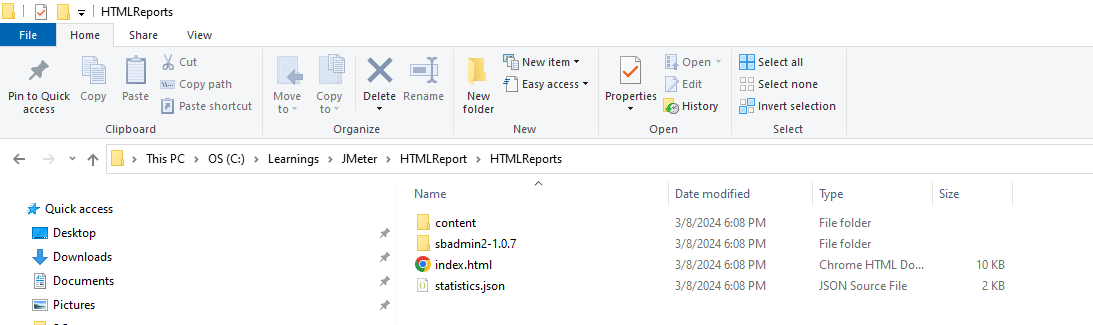 HTMLReports
File Home Share View
Pin to Quick access
Copy
Paste
Cut
Copy path
Paste shortcut
Clipboard
Move to
Copy to
Delete
Rename
Organize
New folder
New item
Easy access
New
Properties
Open
Edit
History
Open
Select all
Select none
Invert selection
Select
This PC OS (C:) Learnings JMeter HTMLReport HTMLReports
Name Date modified Type Size
Quick access
Desktop
Downloads
Documents
Pictures
content 3/8/2024 6:08 PM File folder
sbadmin2-1.0.7 3/8/2024 6:08 PM File folder
index.html 3/8/2024 6:08 PM Chrome HTML Do... 10 KB
statistics.json 3/8/2024 6:08 PM JSON Source File 2 KB